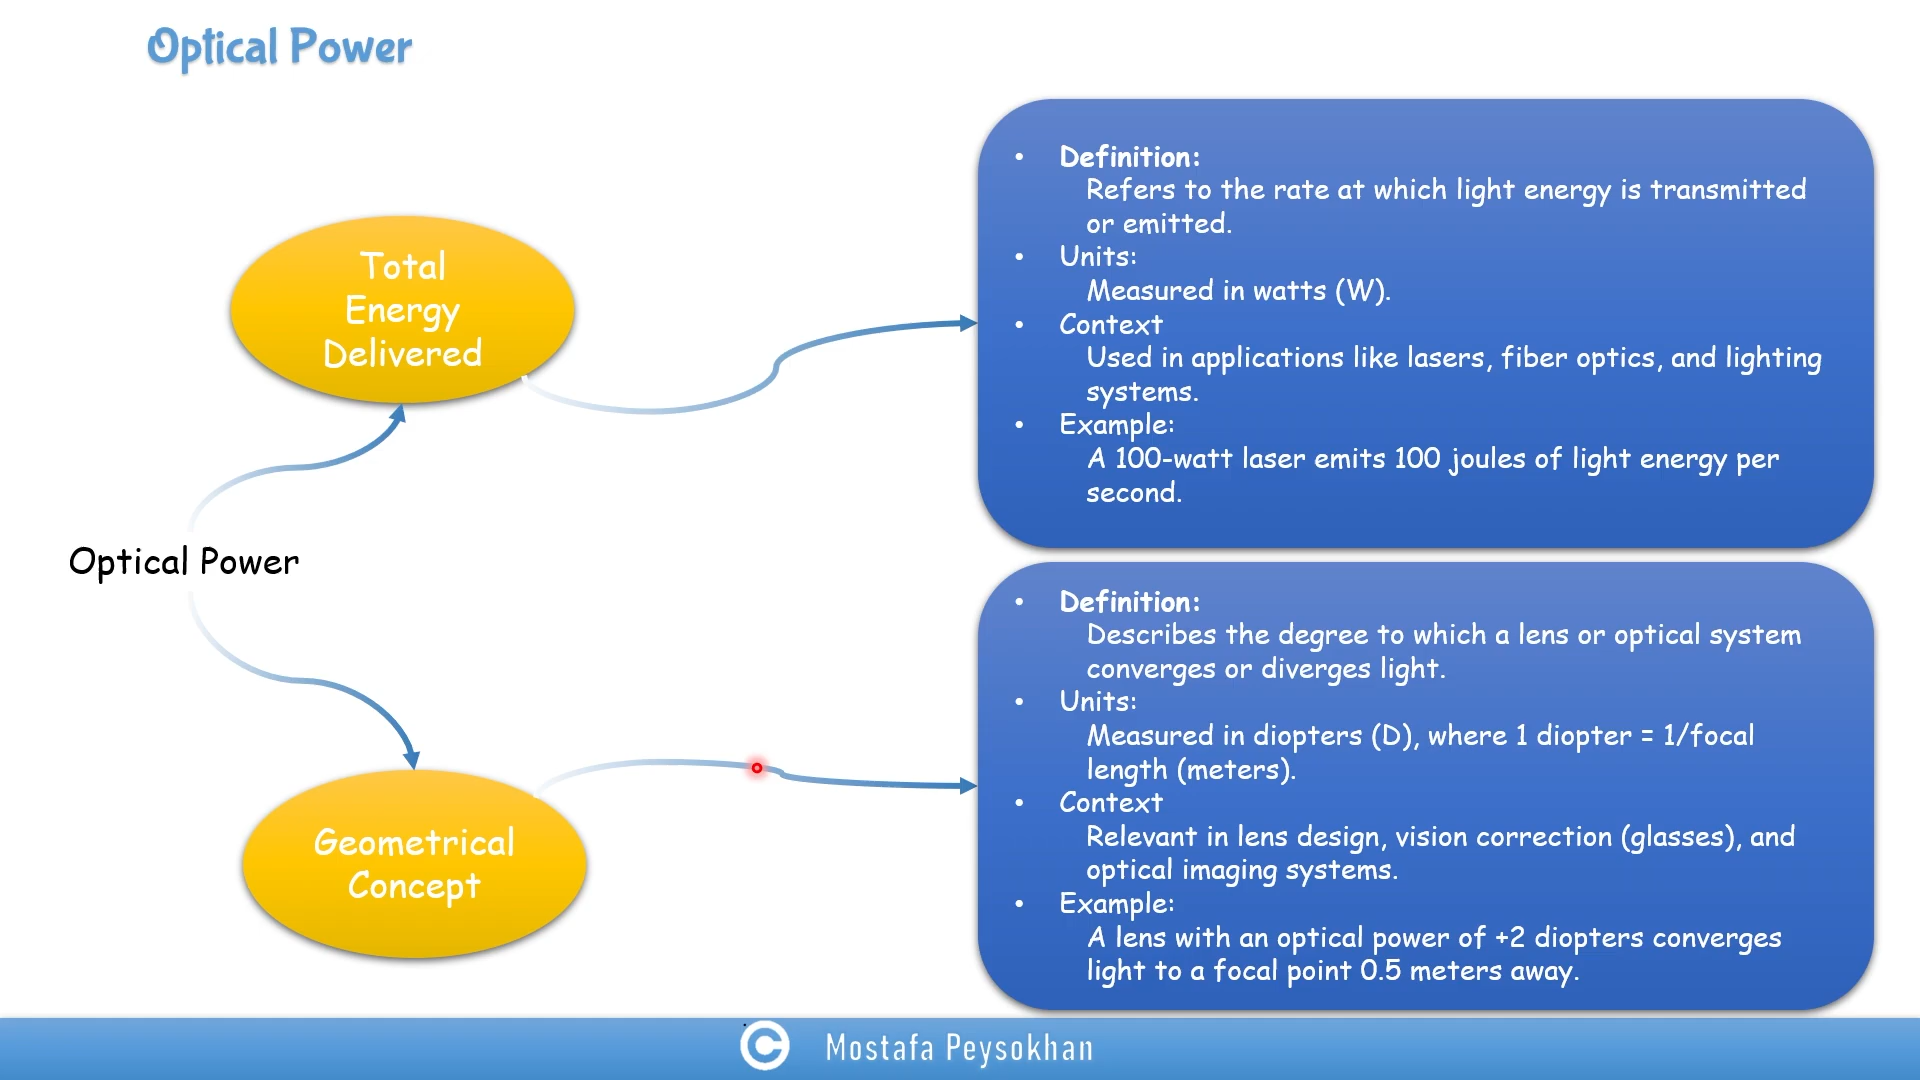 Optical Power
Total
Energy
Delivered
Optical Power
Geometrical
Concept
• Definition:
Refers to the rate at which light energy is transmitted
or emitted.
• Units:
Measured in watts (W).
• Context
Used in applications like lasers, fiber optics, and lighting
systems.
• Example:
A 100-watt laser emits 100 joules of light energy per
second.
• Definition:
Describes the degree to which a lens or optical system
converges or diverges light.
• Units:
Measured in diopters (D), where 1 diopter = 1/focal
length (meters).
• Context
Relevant in lens design, vision correction (glasses), and
optical imaging systems.
• Example:
A lens with an optical power of +2 diopters converges
light to a focal point 0.5 meters away.
© Mostafa Peysokhan